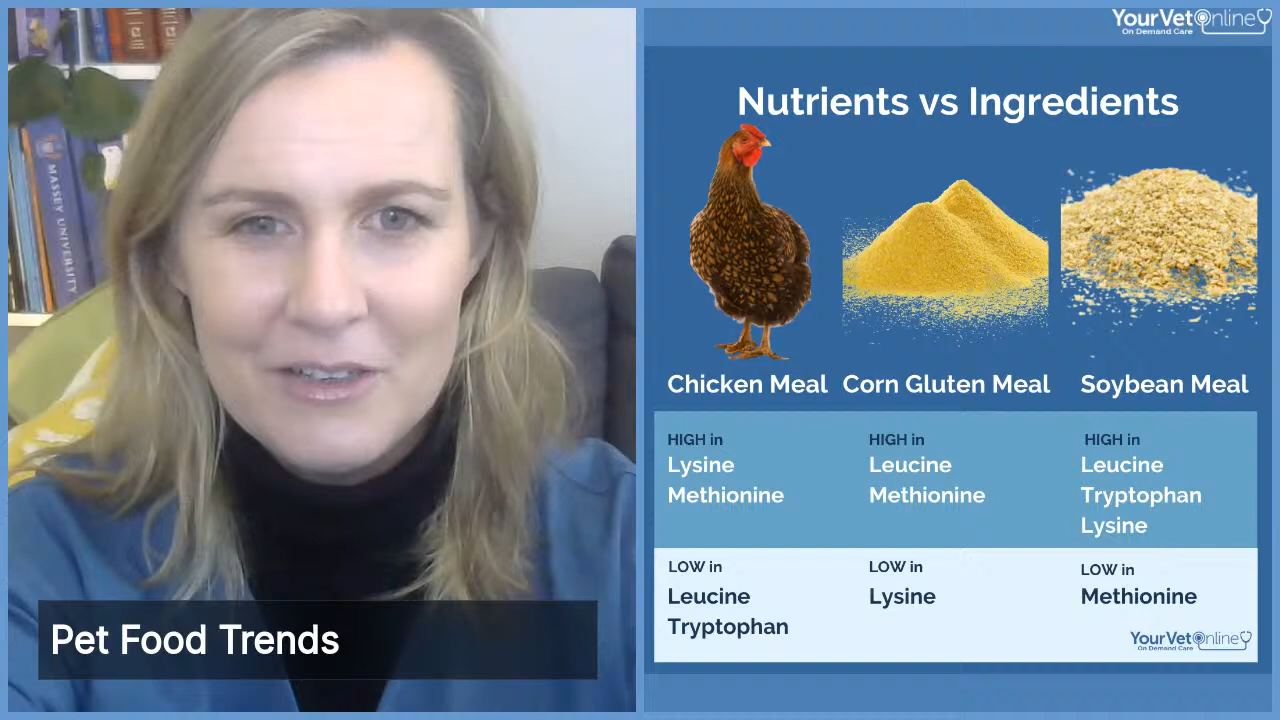 MASSEY UNIVERSITY
Pet Food Trends
YourVetOnline
On Demand Care
Nutrients vs Ingredients
Chicken Meal
Corn Gluten Meal
Soybean Meal
HIGH in
Lysine
Methionine
HIGH in
Leucine
Methionine
HIGH in
Leucine
Tryptophan
Lysine
LOW in
Leucine
Tryptophan
LOW in
Lysine
LOW in
Methionine
YourVetOnline
On Demand Care